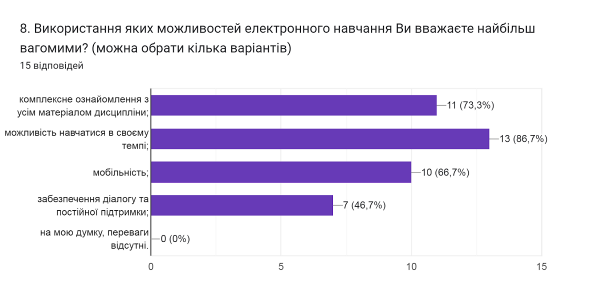 8. Використання яких можливостей електронного навчання Ви вважаєте найбільш
вагомими? (можна обрати кілька варіантів)
15 відповідей
комплексне ознайомлення з
усім матеріалом дисципліни;
11 (73,3%)
можливість навчатися в своєму
темпі;
13 (86,7%)
мобільність;
10 (66,7%)
забезпечення діалогу та
постійної підтримки;
7 (46,7%)
на мою думку, переваги
відсутні.
0 (0%)
0
5
10
15